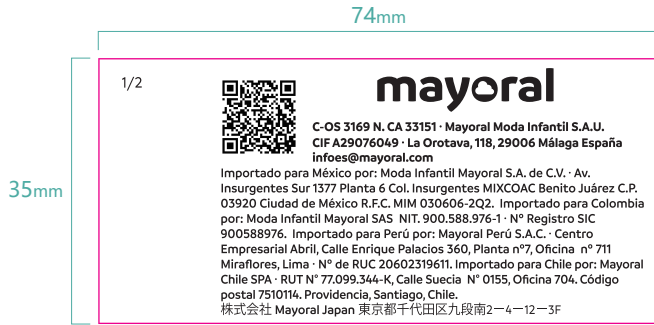 74mm
35mm
1/2
mayoral
C-OS 3169 N. CA 33151 · Mayoral Moda Infantil S.A.U.
CIF A29076049 · La Orotava, 118, 29006 Málaga España
infoes@mayoral.com
Importado para México por: Moda Infantil Mayoral S.A. de C.V. · Av.
Insurgentes Sur 1377 Planta 6 Col. Insurgentes MIXCOAC Benito Juárez C.P.
03920 Ciudad de México R.F.C. MIM 030606-2Q2. Importado para Colombia
por: Moda Infantil Mayoral SAS NIT. 900.588.976-1 · Nº Registro SIC
900588976. Importado para Perú por: Mayoral Perú S.A.C. · Centro
Empresarial Abril, Calle Enrique Palacios 360, Planta nº7, Oficina nº 711
Miraflores, Lima · Nº de RUC 20602319611. Importado para Chile por: Mayoral
Chile SPA · RUT Nº 77.099.344-K, Calle Suecia Nº 0155, Oficina 704. Código
postal 7510114. Providencia, Santiago, Chile.
株式会社 Mayoral Japan 東京都千代田区九段南2ー4ー12ー3F